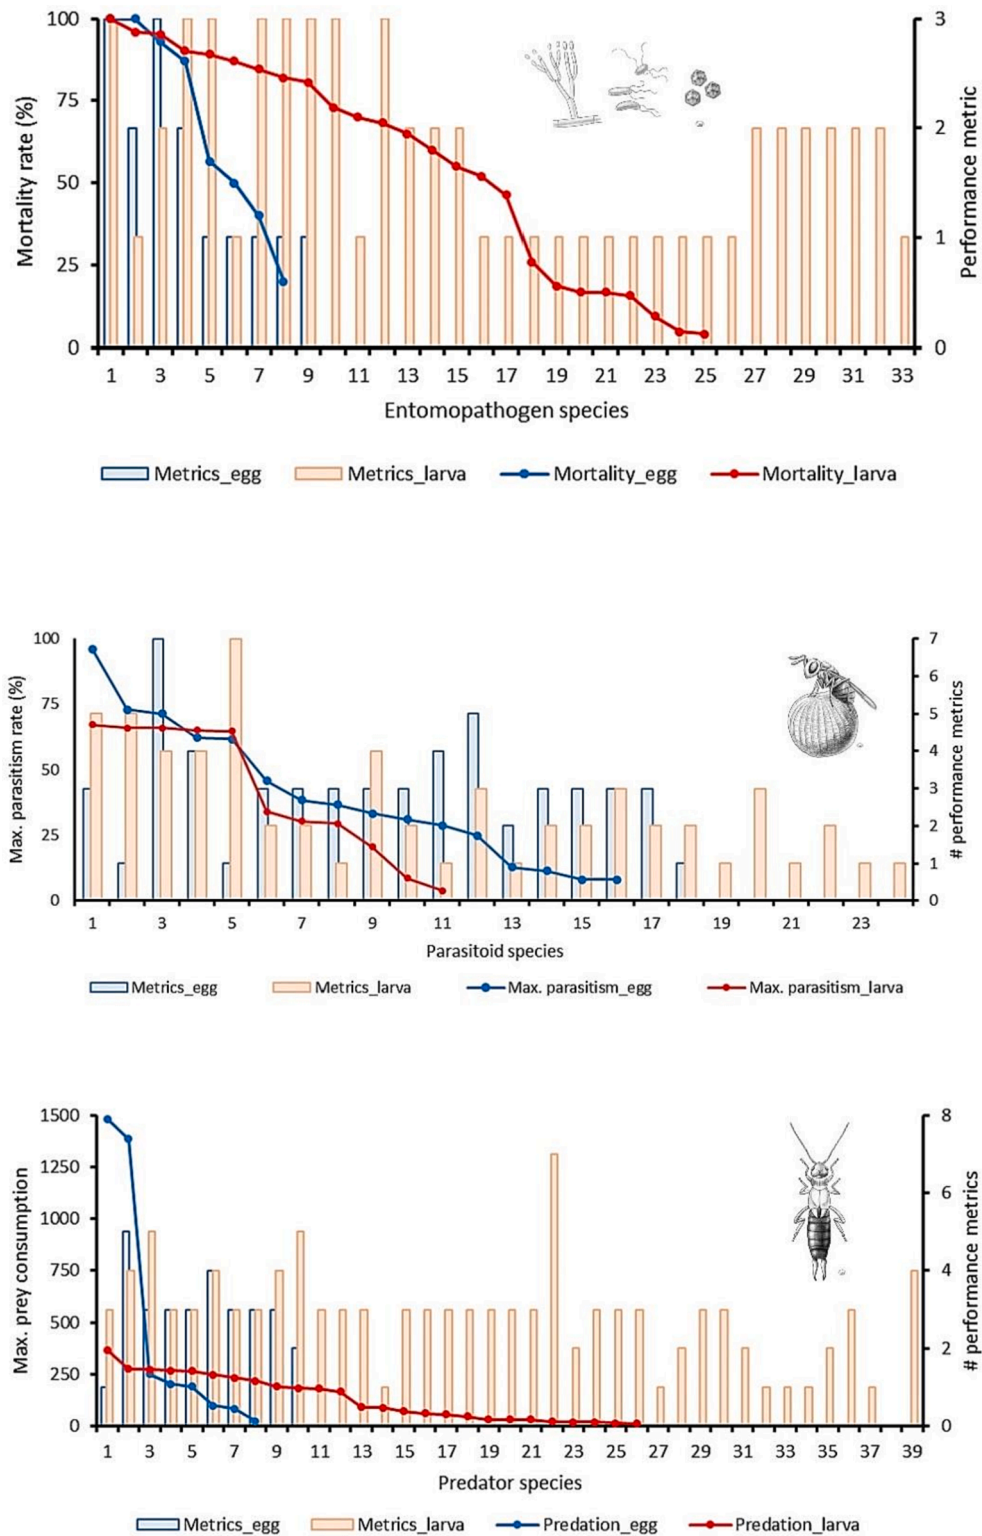 100
75
50
25
0
Mortality rate (%)
3
2
1
0
Performance metric
1 3 5 7 9 11 13 15 17 19 21 23 25 27 29 31 33
Entomopathogen species
Metrics_egg Metrics_larva Mortality_egg Mortality_larva
100
75
50
25
0
Max. parasitism rate (%)
7
6
5
4
3
2
1
0
# performance metrics
1 3 5 7 9 11 13 15 17 19 21 23
Parasitoid species
Metrics_egg Metrics_larva Max. parasitism_egg Max. parasitism_larva
1500
1250
1000
750
500
250
0
Max. prey consumption
8
6
4
2
0
# performance metrics
1 3 5 7 9 11 13 15 17 19 21 23 25 27 29 31 33 35 37 39
Predator species
Metrics_egg Metrics_larva Predation_egg Predation_larva